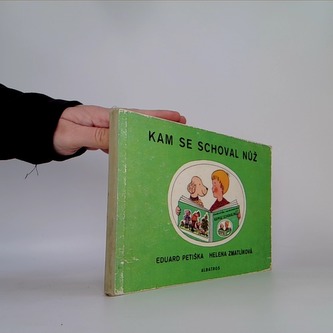 KAM SE SCHOVAL NŮŽ
EDUARD PETIŠKA HELENA ZMATLÍKOVÁ
ALBATROS